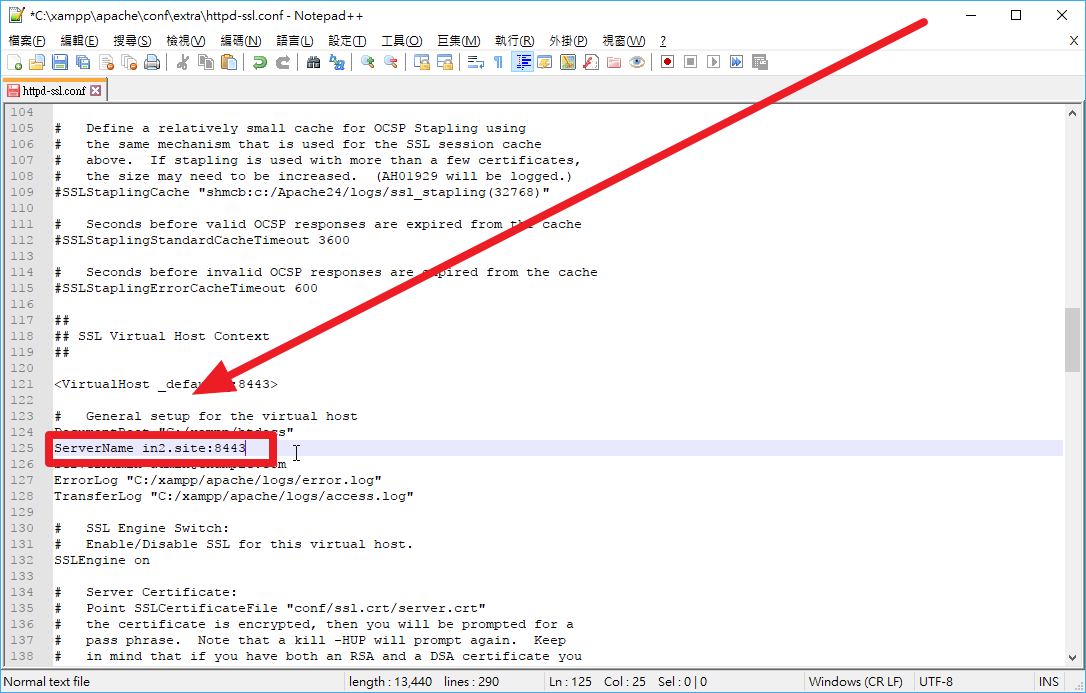 *C:\xampp\apache\conf\extra\httpd-ssl.conf - Notepad++
檔案(F) 編輯(E) 搜尋(S) 檢視(V) 編碼(N) 語言(L) 設定(T) 工具(O) 巨集(M) 執行(R) 外掛(P) 視窗(W) ? X
httpd-ssl.conf
104
105 #   Define a relatively small cache for OCSP Stapling using
106 #   the same mechanism that is used for the SSL session cache
107 #   above.  If stapling is used with more than a few certificates,
108 #   the size may need to be increased.  (AH01929 will be logged.)
109 #SSLStaplingCache "shmcb:c:/Apache24/logs/ssl_stapling(32768)"
110
111 #   Seconds before valid OCSP responses are expired from the cache
112 #SSLStaplingStandardCacheTimeout 3600
113
114 #   Seconds before invalid OCSP responses are expired from the cache
115 #SSLStaplingErrorCacheTimeout 600
116
117 ##
118 ## SSL Virtual Host Context
119 ##
120
121 <VirtualHost _default_:8443>
122
123 #   General setup for the virtual host
124 DocumentRoot "C:/xampp/htdocs"
125 ServerName in2.site:8443
126 ServerAdmin admin@example.com
127 ErrorLog "C:/xampp/apache/logs/error.log"
128 TransferLog "C:/xampp/apache/logs/access.log"
129
130 #   SSL Engine Switch:
131 #   Enable/Disable SSL for this virtual host.
132 SSLEngine on
133
134 #   Server Certificate:
135 #   Point SSLCertificateFile "conf/ssl.crt/server.crt"
136 #   the certificate is encrypted, then you will be prompted for a
137 #   pass phrase.  Note that a kill -HUP will prompt again.  Keep
138 #   in mind that if you have both an RSA and a DSA certificate you
Normal text file length : 13,440 lines : 290 Ln : 125 Col : 25 Sel : 0 | 0 Windows (CR LF) UTF-8 INS